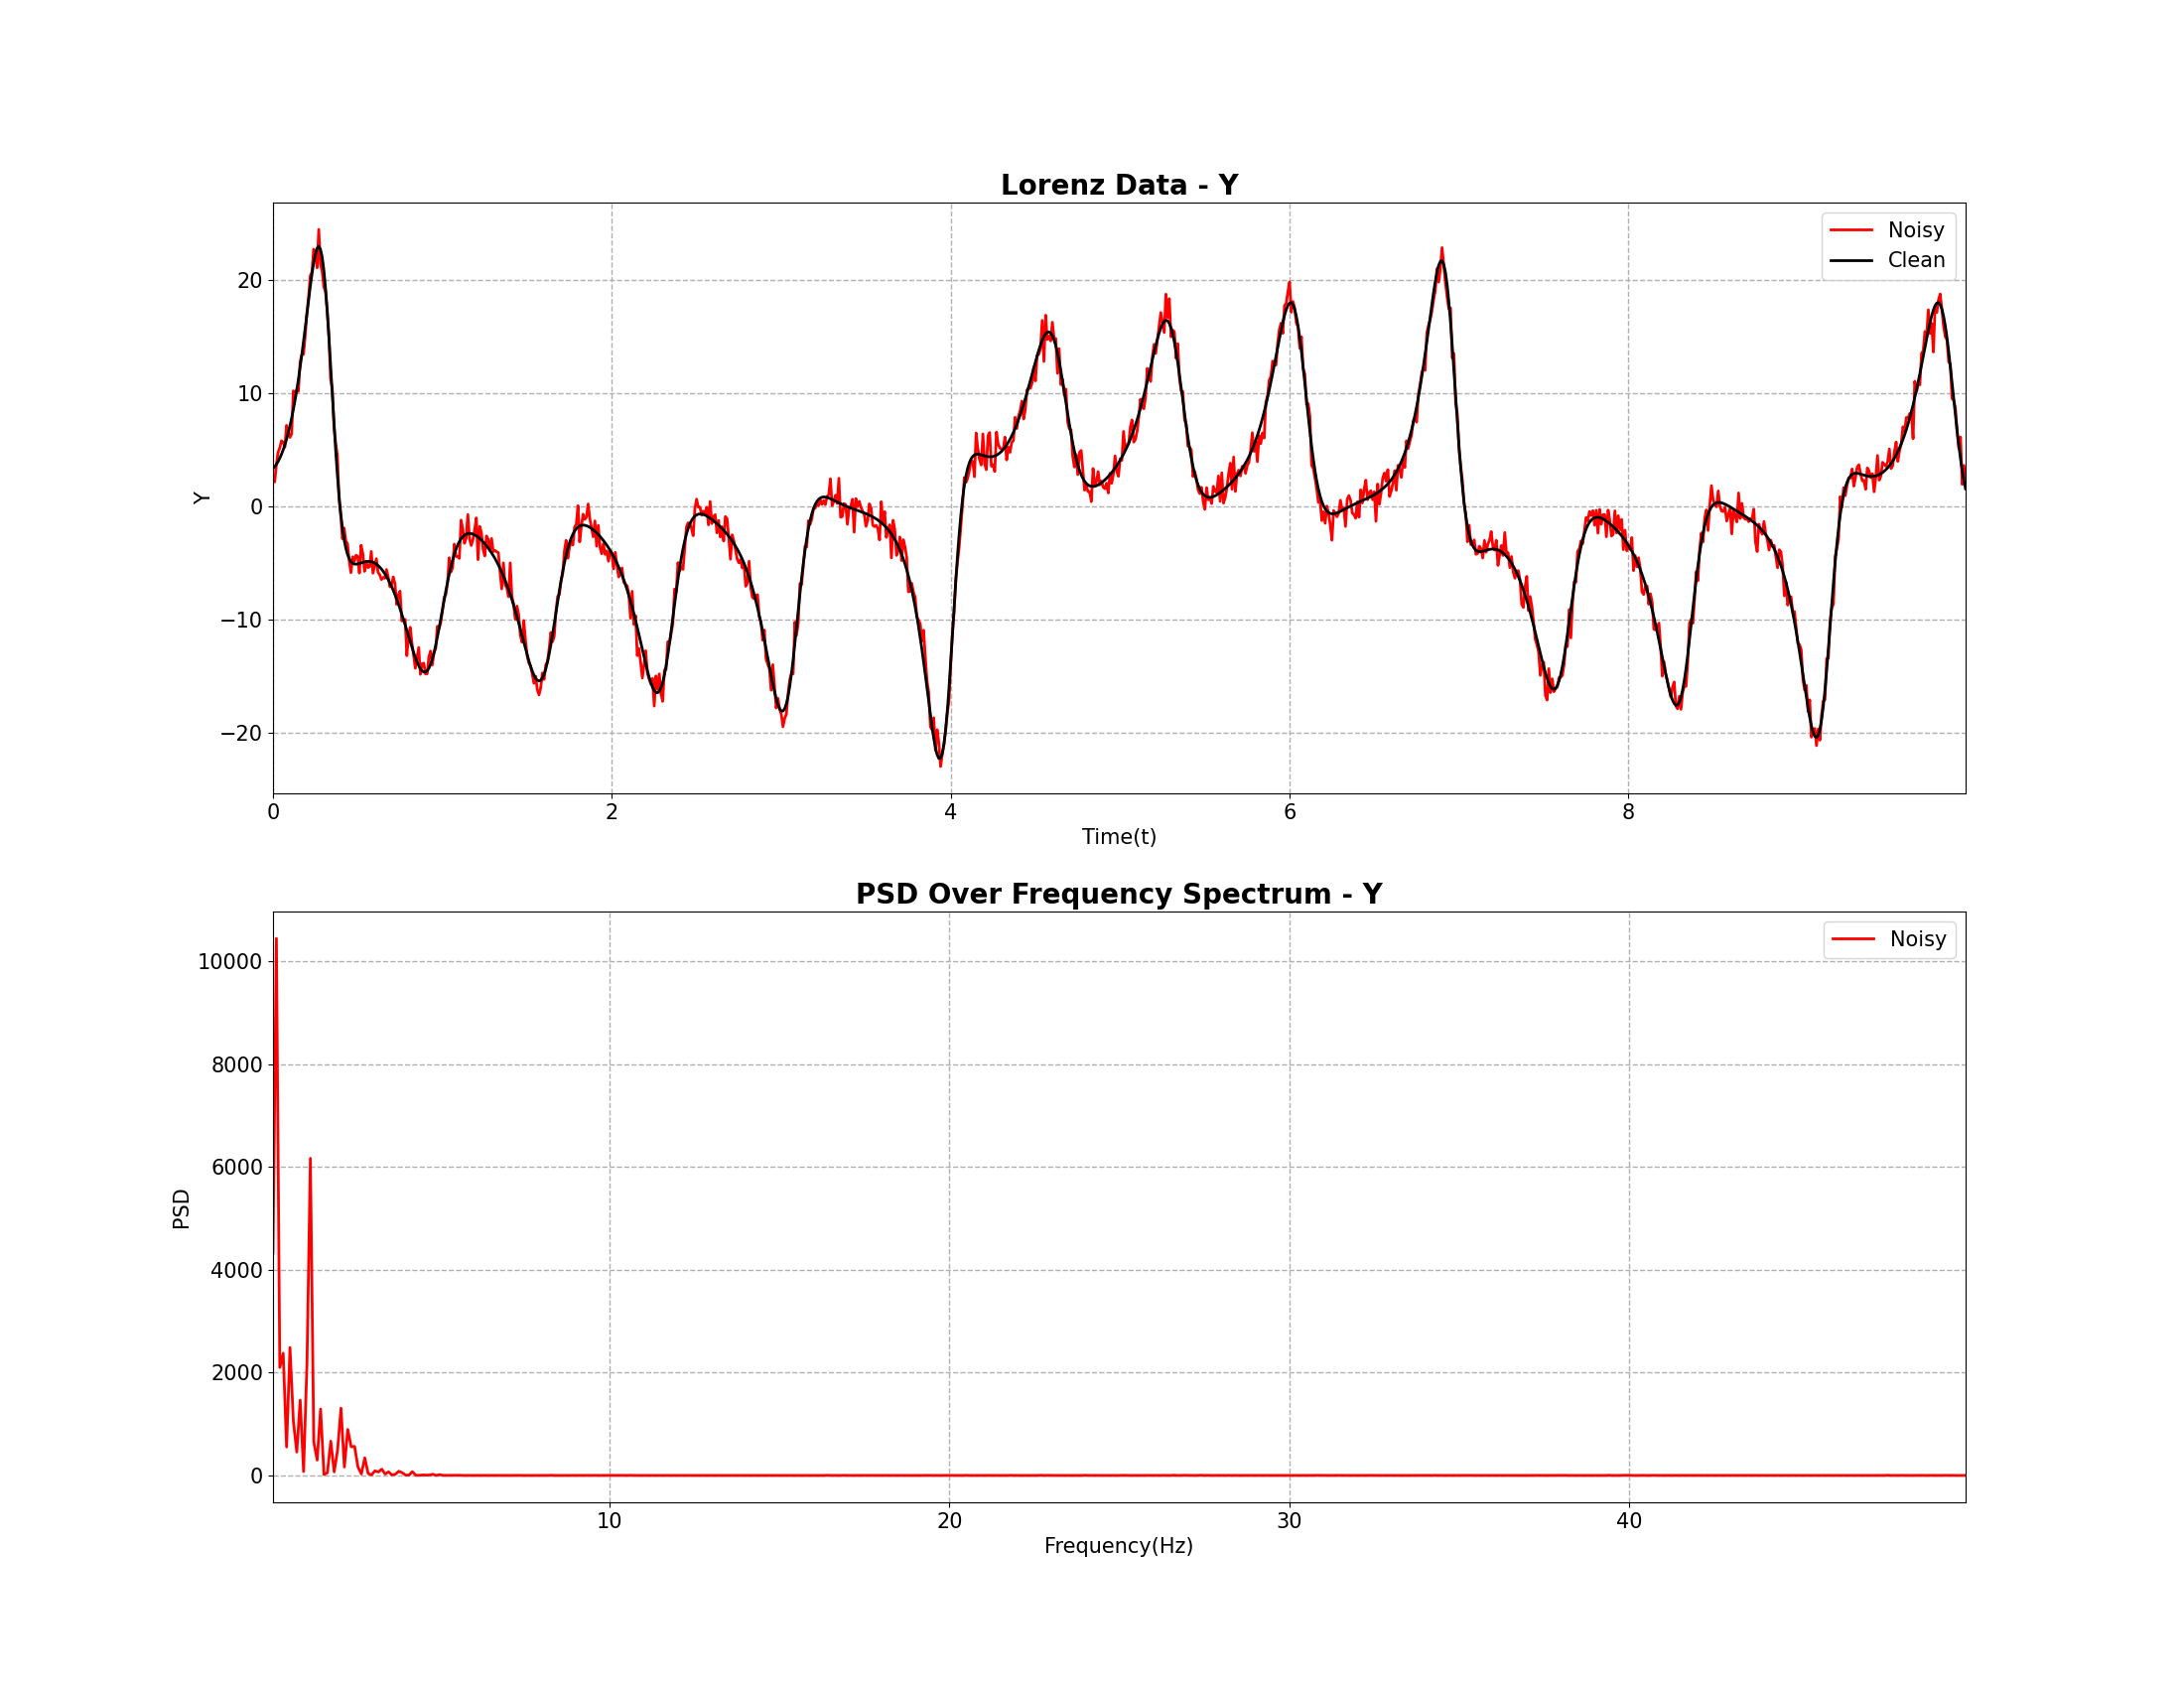 Lorenz Data - Y
Noisy
Clean
20
10
0
−10
−20
Y
0 2 4 6 8
Time(t)
PSD Over Frequency Spectrum - Y
Noisy
10000
8000
6000
4000
2000
0
PSD
10 20 30 40
Frequency(Hz)